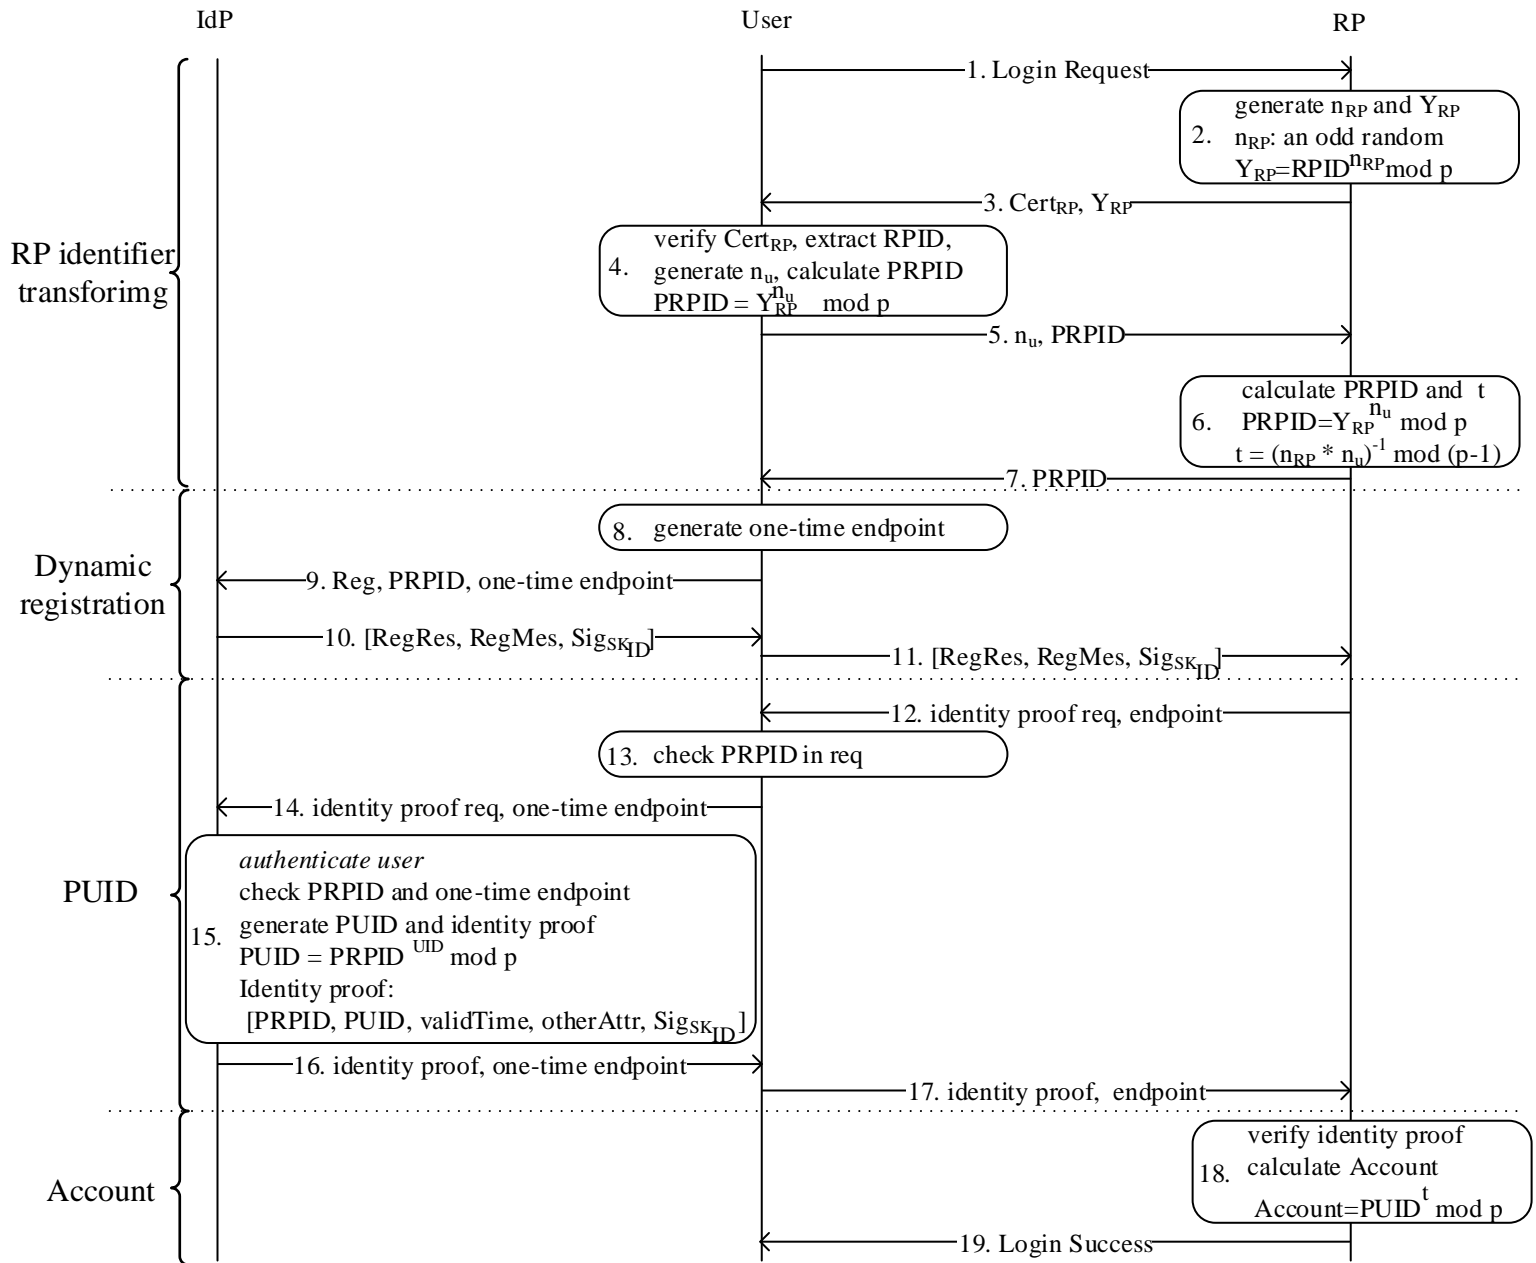 IdP
User
RP
1. Login Request
2.
generate nRP and YRP
nRP: an odd random
YRP=RPID^nRP mod p
3. CertRP, YRP
RP identifier
transforimg
4.
verify CertRP, extract RPID,
generate nu, calculate PRPID
PRPID = YRP^nu mod p
5. nu, PRPID
6.
calculate PRPID and t
PRPID=YRP^nu mod p
t = (nRP * nu)^-1 mod (p-1)
7. PRPID
8. generate one-time endpoint
Dynamic
registration
9. Reg, PRPID, one-time endpoint
10. [RegRes, RegMes, SigSKID]
11. [RegRes, RegMes, SigSKID]
12. identity proof req, endpoint
13. check PRPID in req
14. identity proof req, one-time endpoint
PUID
15.
authenticate user
check PRPID and one-time endpoint
generate PUID and identity proof
PUID = PRPID ^UID mod p
Identity proof:
[PRPID, PUID, validTime, otherAttr, SigSKID]
16. identity proof, one-time endpoint
17. identity proof, endpoint
Account
18.
verify identity proof
calculate Account
Account=PUID^t mod p
19. Login Success